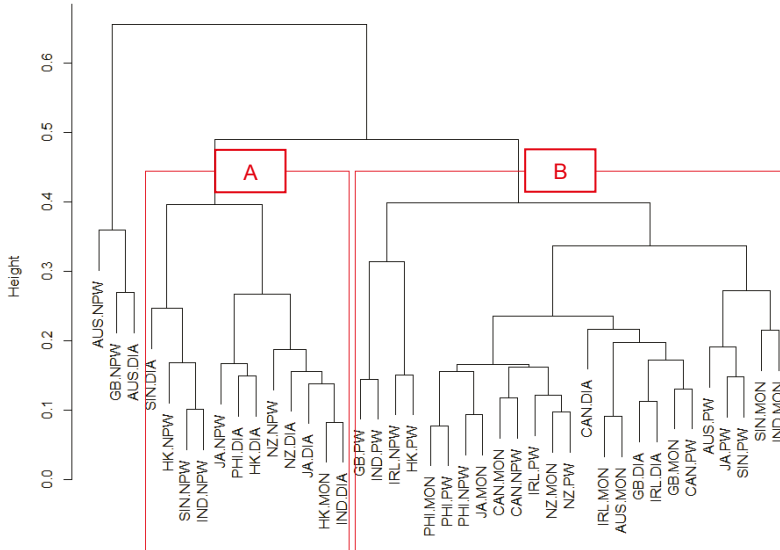 Height
0.6
0.5
0.4
0.3
0.2
0.1
0.0
A
B
AUS.NPW
GB.NPW
AUS.DIA
SIN.DIA
HK.NPW
SIN.NPW
IND.NPW
JA.NPW
PHI.DIA
HK.DIA
NZ.NPW
NZ.DIA
JA.DIA
HK.MON
IND.DIA
GB.PW
IND.PW
IRL.NPW
HK.PW
PHI.MON
PHI.PW
PHI.NPW
JA.MON
CAN.MON
CAN.NPW
IRL.PW
NZ.MON
NZ.PW
CAN.DIA
IRL.MON
AUS.MON
GB.DIA
IRL.DIA
GB.MON
CAN.PW
AUS.PW
JA.PW
SIN.PW
SIN.MON
IND.MON